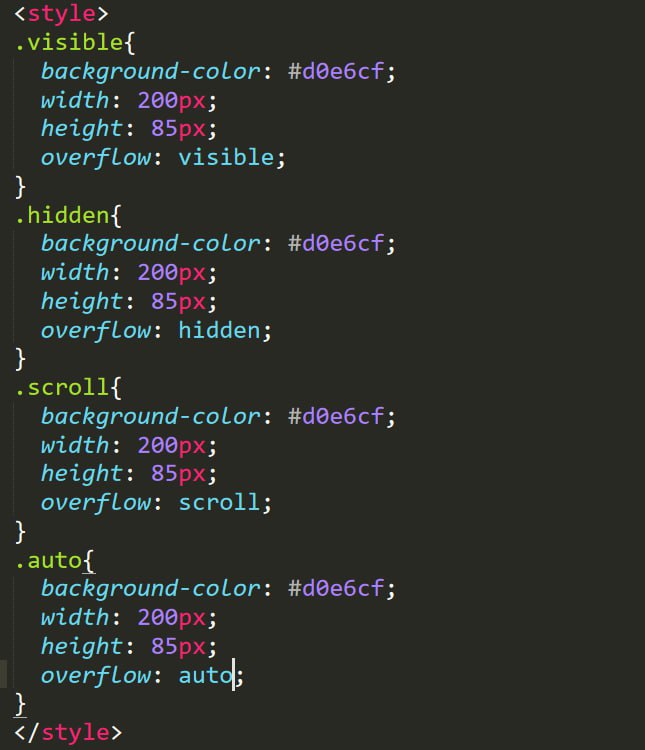 <style>
.visible{
  background-color: #d0e6cf;
  width: 200px;
  height: 85px;
  overflow: visible;
}
.hidden{
  background-color: #d0e6cf;
  width: 200px;
  height: 85px;
  overflow: hidden;
}
.scroll{
  background-color: #d0e6cf;
  width: 200px;
  height: 85px;
  overflow: scroll;
}
.auto{
  background-color: #d0e6cf;
  width: 200px;
  height: 85px;
  overflow: auto;
}
</style>